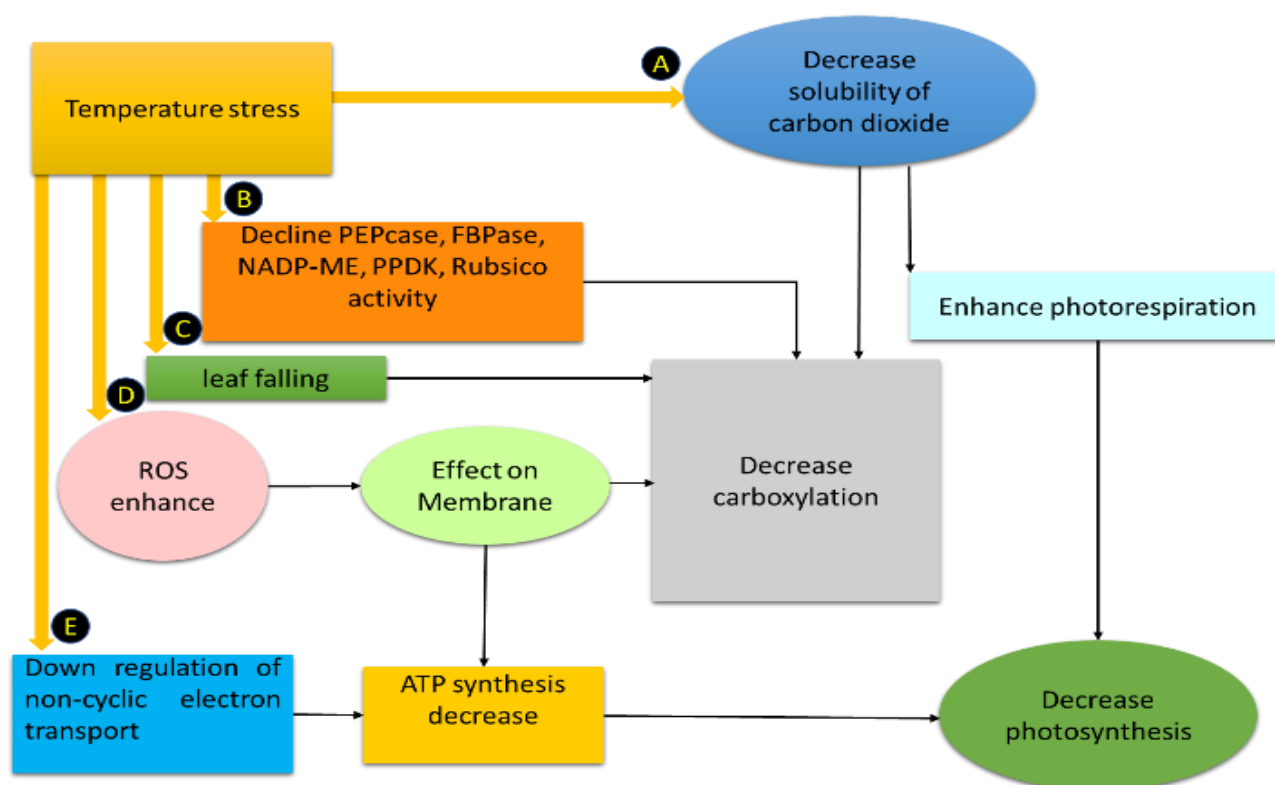 A
Decrease
solubility of
carbon dioxide
Temperature stress
B
Decline PEPcase, FBPase,
NADP-ME, PPDK, Rubsico
activity
Enhance photorespiration
C
leaf falling
D
ROS
enhance
Effect on
Membrane
Decrease
carboxylation
E
Down regulation of
non-cyclic electron
transport
ATP synthesis
decrease
Decrease
photosynthesis